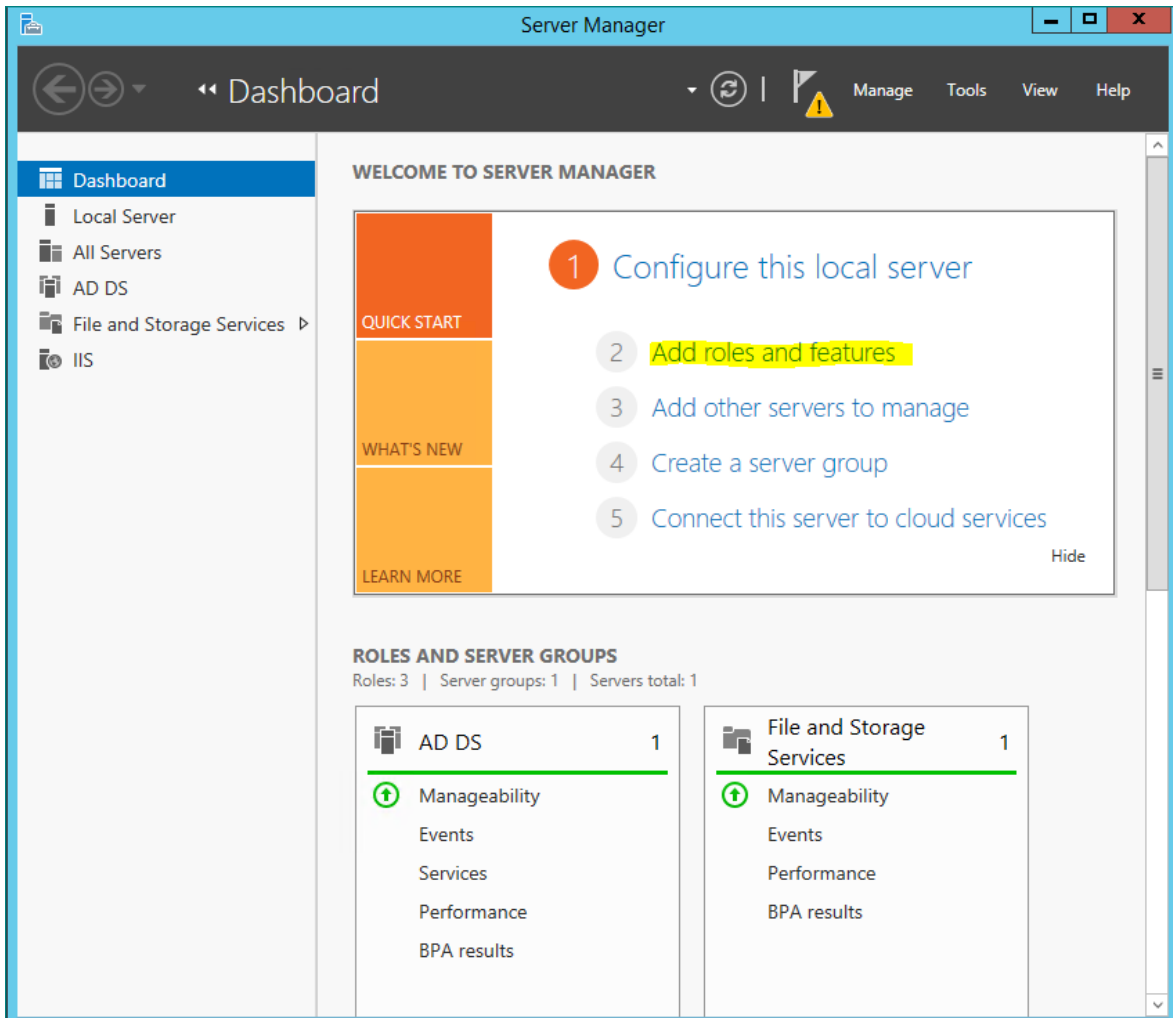 Server Manager
Dashboard
Manage Tools View Help
Dashboard
Local Server
All Servers
AD DS
File and Storage Services
IIS
WELCOME TO SERVER MANAGER
QUICK START
WHAT'S NEW
LEARN MORE
1 Configure this local server
2 Add roles and features
3 Add other servers to manage
4 Create a server group
5 Connect this server to cloud services
Hide
ROLES AND SERVER GROUPS
Roles: 3 | Server groups: 1 | Servers total: 1
AD DS 1
Manageability
Events
Services
Performance
BPA results
File and Storage
Services 1
Manageability
Events
Performance
BPA results